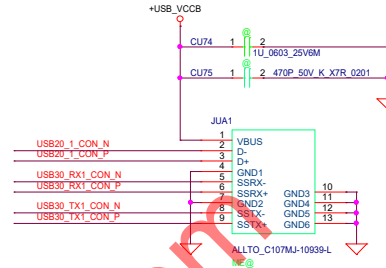 +USB_VCCB
@
CU74 1 2
1U_0603_25V6M
@
CU75 1 2 470P_50V_K_X7R_0201
JUA1
1 VBUS
USB20_1_CON_N 2 D-
USB20_1_CON_P 3 D+
4 GND1
USB30_RX1_CON_N 5 SSRX-
USB30_RX1_CON_P 6 SSRX+ GND3 10
7 GND2 GND4 11
USB30_TX1_CON_N 8 SSTX- GND5 12
USB30_TX1_CON_P 9 SSTX+ GND6 13
ALLTO_C107MJ-10939-L
ME@